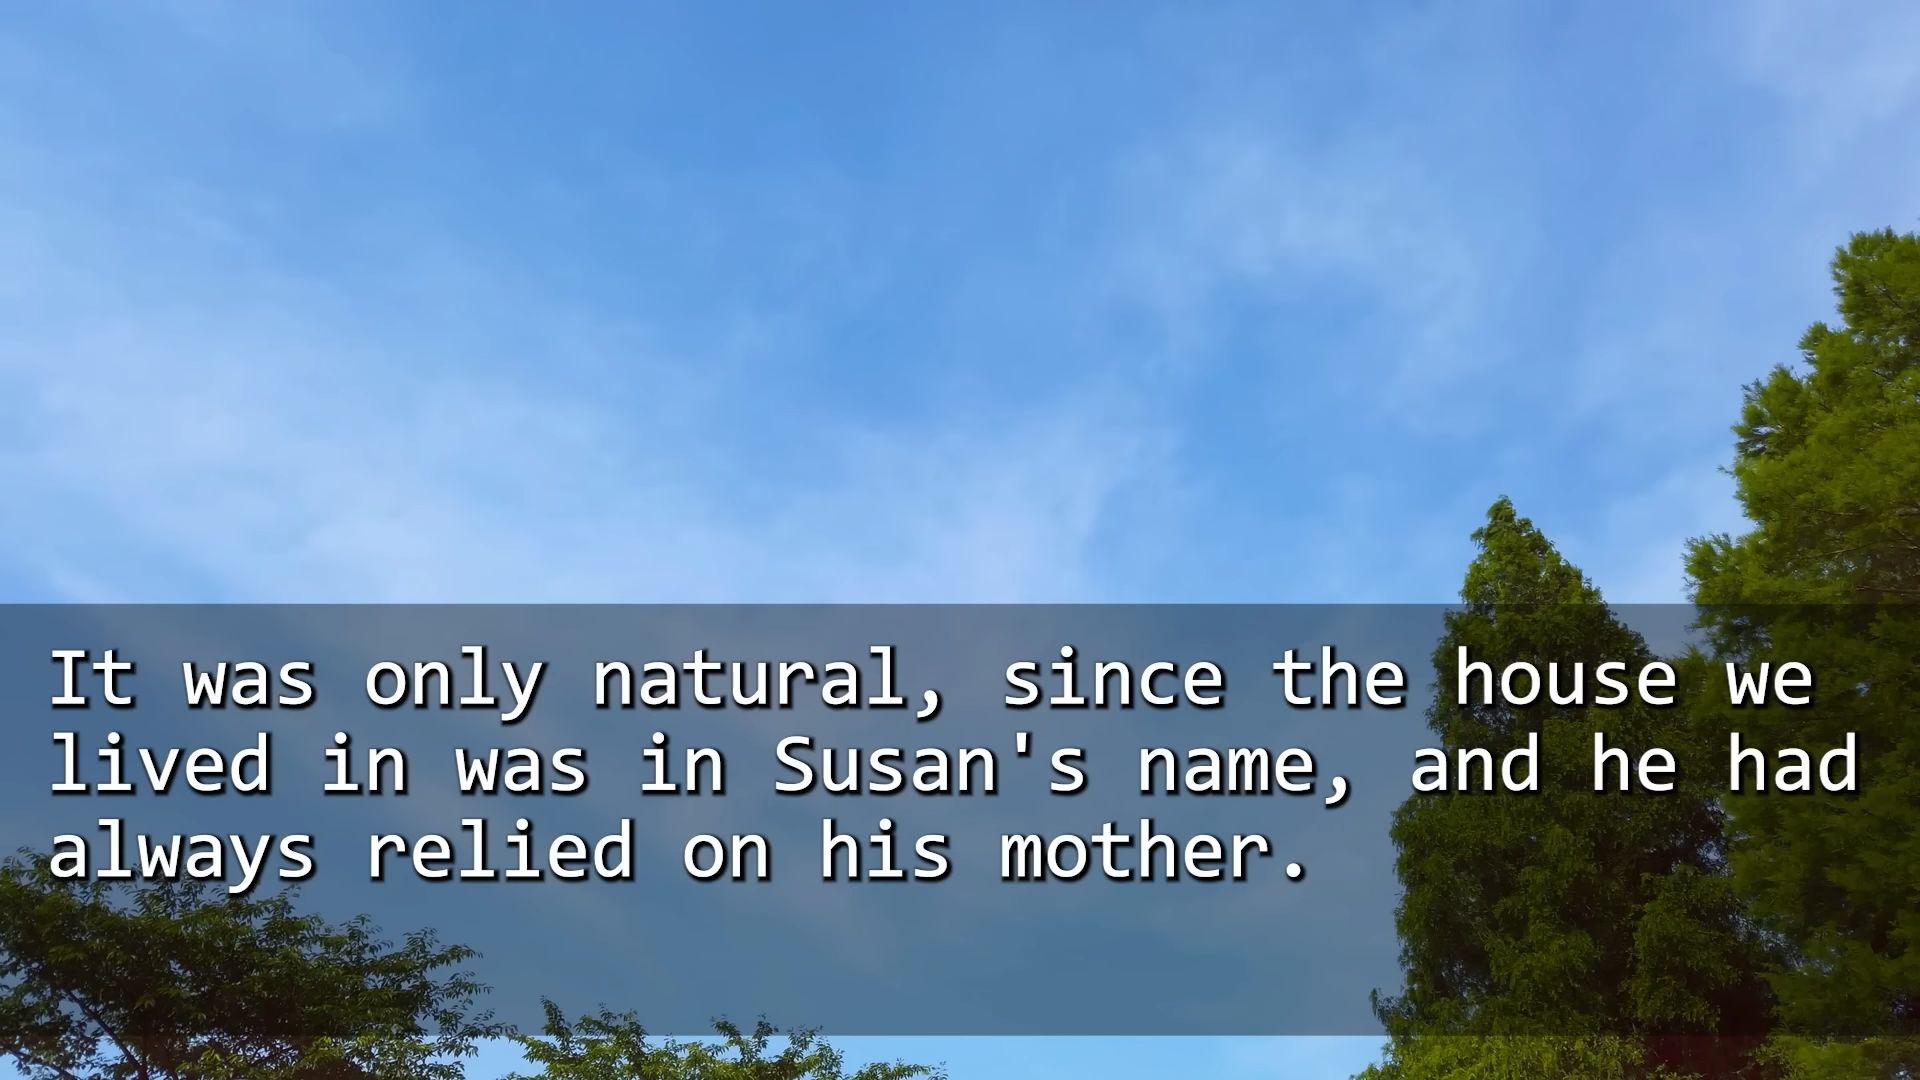 It was only natural, since the house we
lived in was in Susan's name, and he had
always relied on his mother.